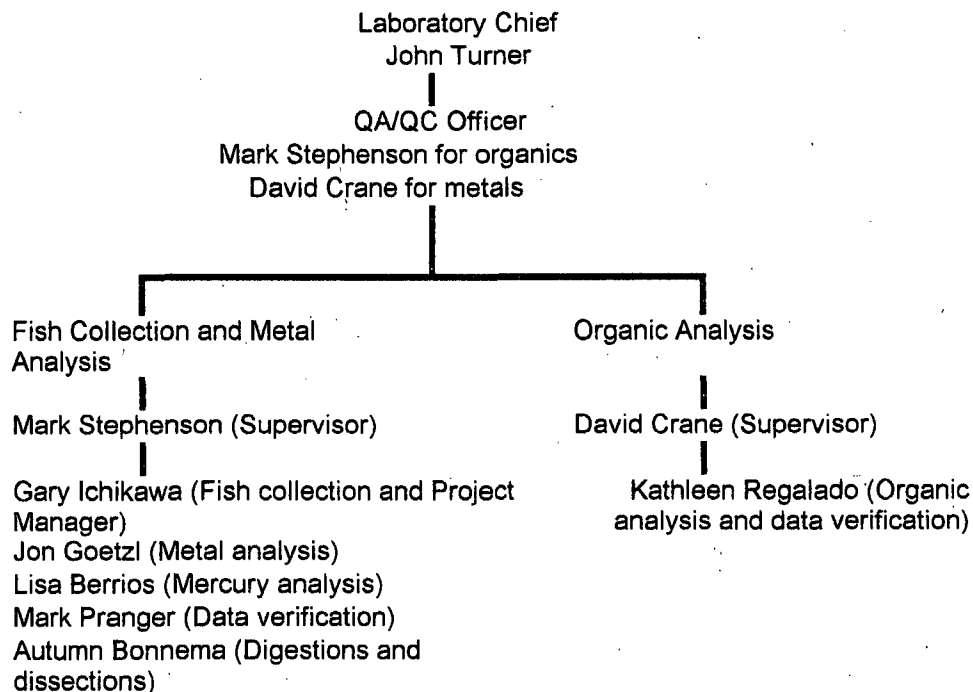 Laboratory Chief
John Turner
QA/QC Officer
Mark Stephenson for organics
David Crane for metals
Fish Collection and Metal
Analysis
Mark Stephenson (Supervisor)
Gary Ichikawa (Fish collection and Project
Manager)
Jon Goetzl (Metal analysis)
Lisa Berrios (Mercury analysis)
Mark Pranger (Data verification)
Autumn Bonnema (Digestions and
dissections)
Organic Analysis
David Crane (Supervisor)
Kathleen Regalado (Organic
analysis and data verification)